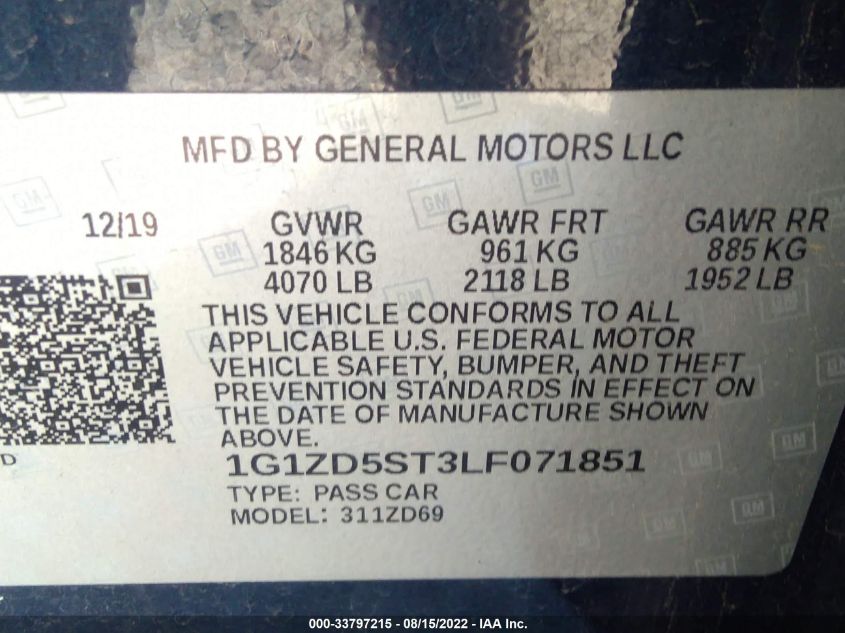 MFD BY GENERAL MOTORS LLC
12/19 GVWR GAWR FRT GAWR RR
1846 KG 961 KG 885 KG
4070 LB 2118 LB 1952 LB
THIS VEHICLE CONFORMS TO ALL
APPLICABLE U.S. FEDERAL MOTOR
VEHICLE SAFETY, BUMPER, AND THEFT
PREVENTION STANDARDS IN EFFECT ON
THE DATE OF MANUFACTURE SHOWN
ABOVE.
D
1G1ZD5ST3LF071851
TYPE: PASS CAR
MODEL: 311ZD69
GM
000-33797215 - 08/15/2022 - IAA Inc.